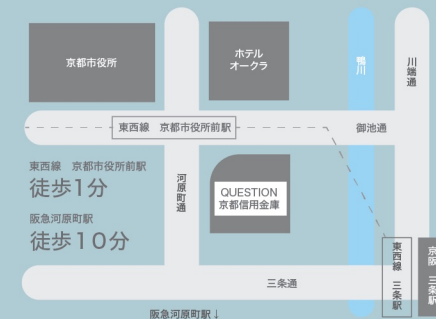 京都市役所
ホテル
オークラ
鴨川
川端通
東西線　京都市役所前駅
御池通
東西線　京都市役所前駅
徒歩1分
阪急河原町駅
徒歩10分
河原町通
QUESTION
京都信用金庫
東西線　三条駅
京阪　三条駅
三条通
阪急河原町駅↓